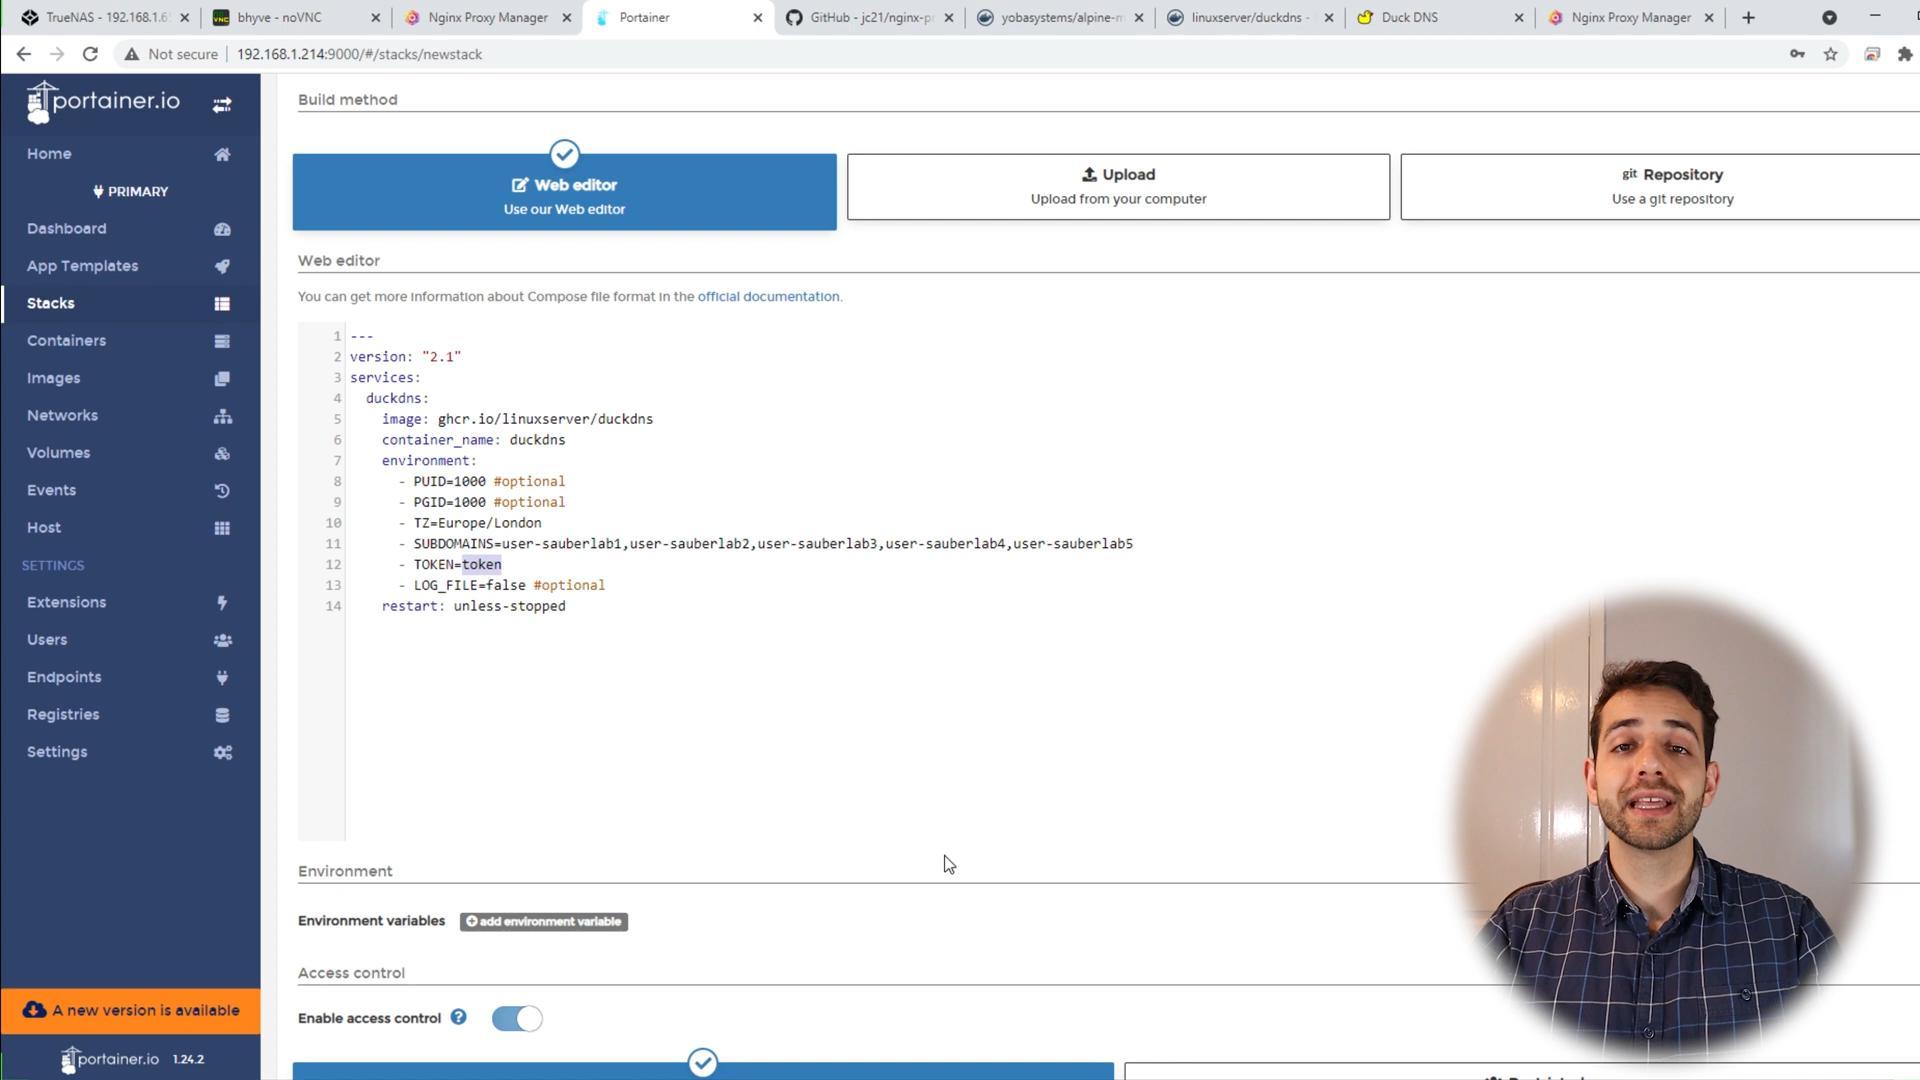 TrueNAS - 192.168.1.6
bhyve - noVNC
Nginx Proxy Manager
Portainer
GitHub - jc21/nginx-p
yobasystems/alpine-m
linuxserver/duckdns -
Duck DNS
Nginx Proxy Manager
Not secure
192.168.1.214:9000/#/stacks/newstack
portainer.io
Home
PRIMARY
Dashboard
App Templates
Stacks
Containers
Images
Networks
Volumes
Events
Host
SETTINGS
Extensions
Users
Endpoints
Registries
Settings
A new version is available
portainer.io 1.24.2
Build method
Web editor
Use our Web editor
Upload
Upload from your computer
git Repository
Use a git repository
Web editor
You can get more information about Compose file format in the official documentation.
1 ---
2 version: "2.1"
3 services:
4 duckdns:
5 image: ghcr.io/linuxserver/duckdns
6 container_name: duckdns
7 environment:
8 - PUID=1000 #optional
9 - PGID=1000 #optional
10 - TZ=Europe/London
11 - SUBDOMAINS=user-sauberlab1,user-sauberlab2,user-sauberlab3,user-sauberlab4,user-sauberlab5
12 - TOKEN=token
13 - LOG_FILE=false #optional
14 restart: unless-stopped
Environment
Environment variables
add environment variable
Access control
Enable access control